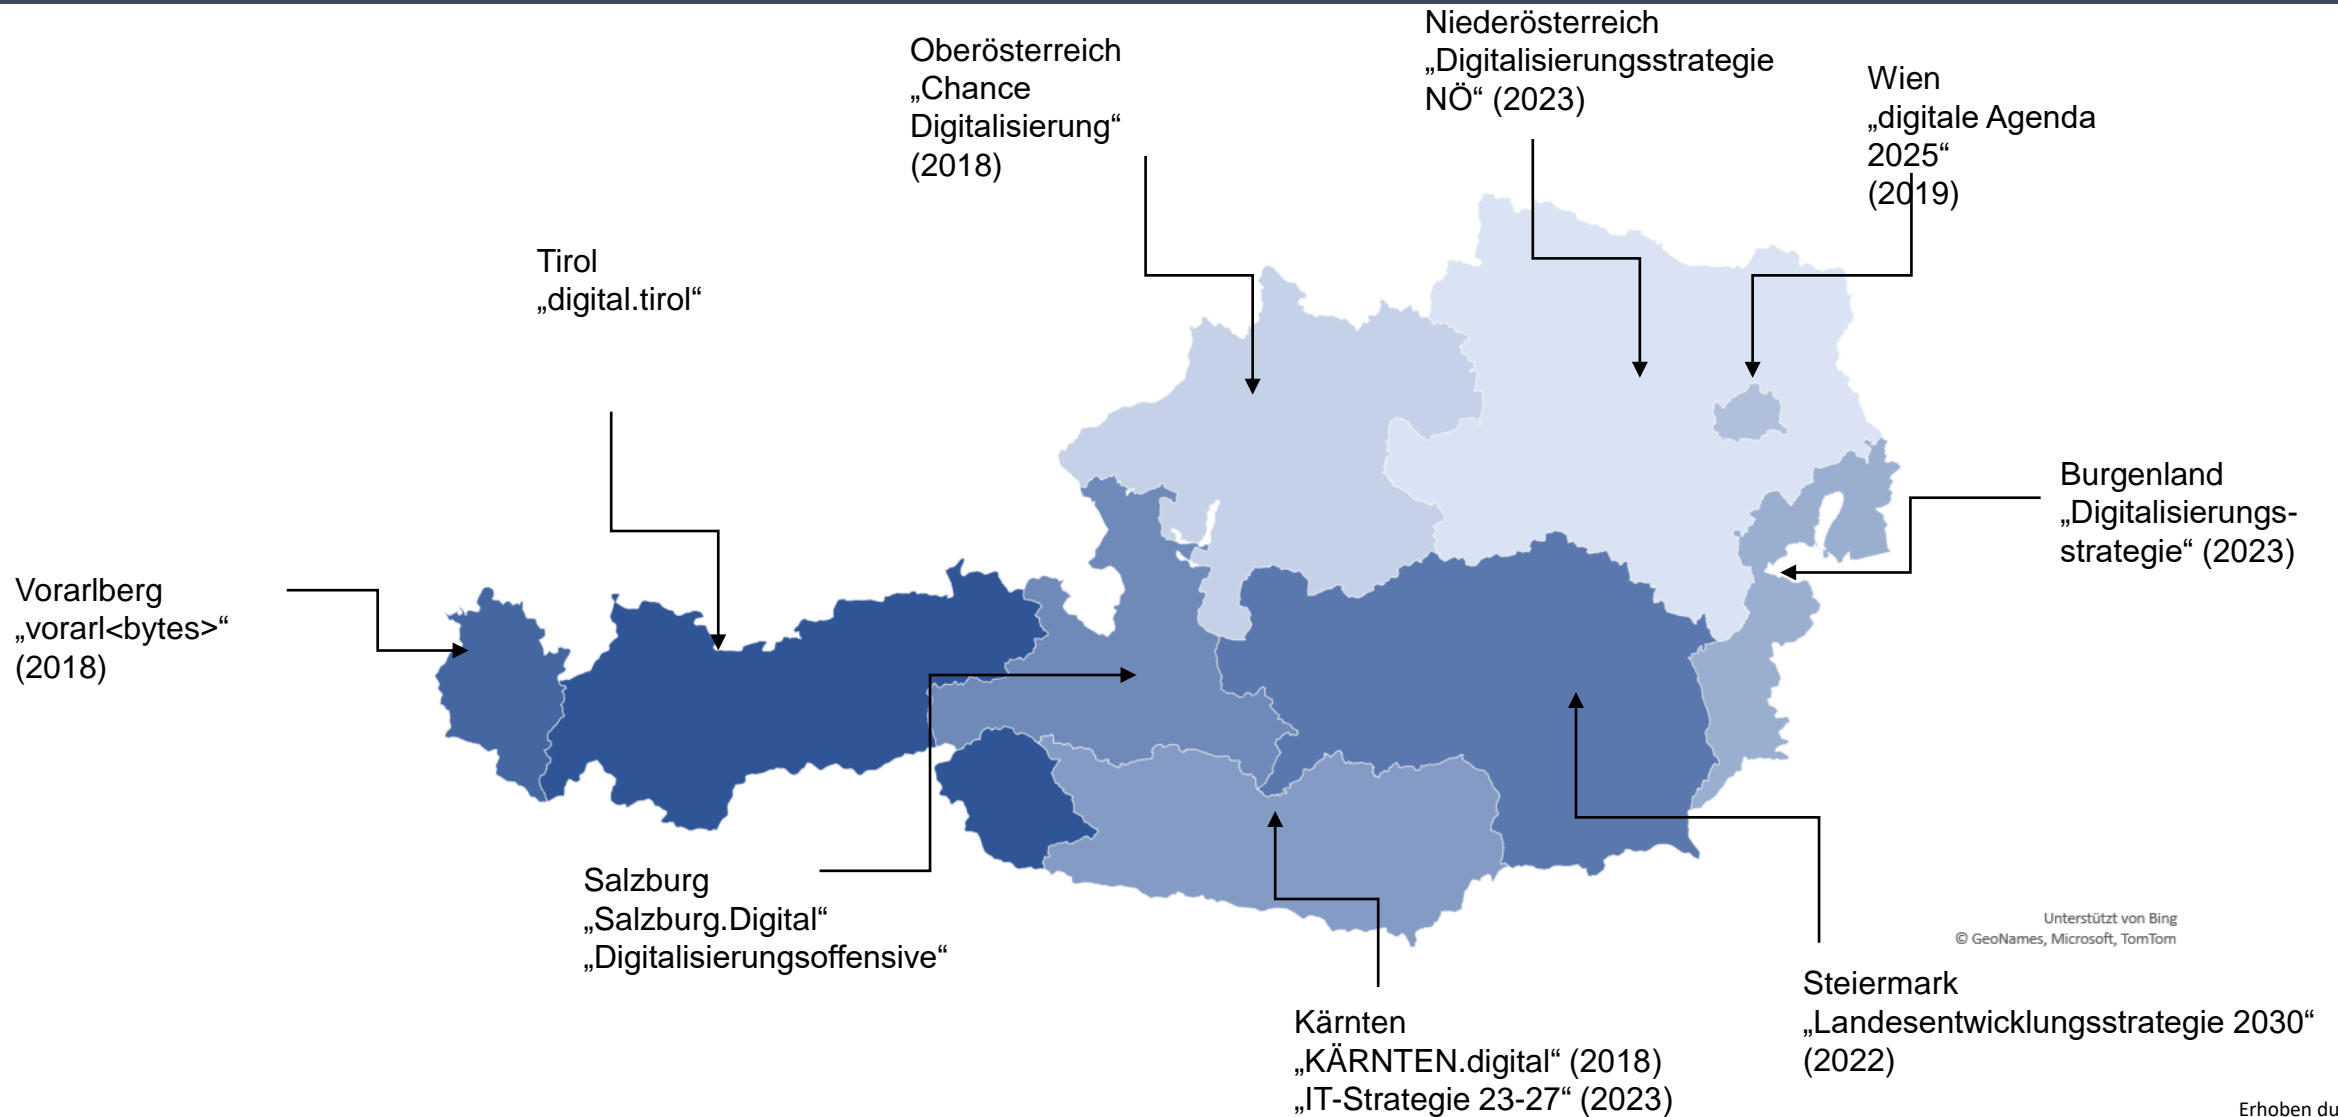 Niederösterreich
„Digitalisierungsstrategie
NÖ“ (2023)
Oberösterreich
„Chance
Digitalisierung“
(2018)
Wien
„digitale Agenda
2025“
(2019)
Tirol
„digital.tirol“
Burgenland
„Digitalisierungs-
strategie“ (2023)
Vorarlberg
„vorarl<bytes>“
(2018)
Salzburg
„Salzburg.Digital“
„Digitalisierungsoffensive“
Unterstützt von Bing
© GeoNames, Microsoft, TomTom
Steiermark
„Landesentwicklungsstrategie 2030“
(2022)
Kärnten
„KÄRNTEN.digital“ (2018)
„IT-Strategie 23-27“ (2023)
Erhoben du